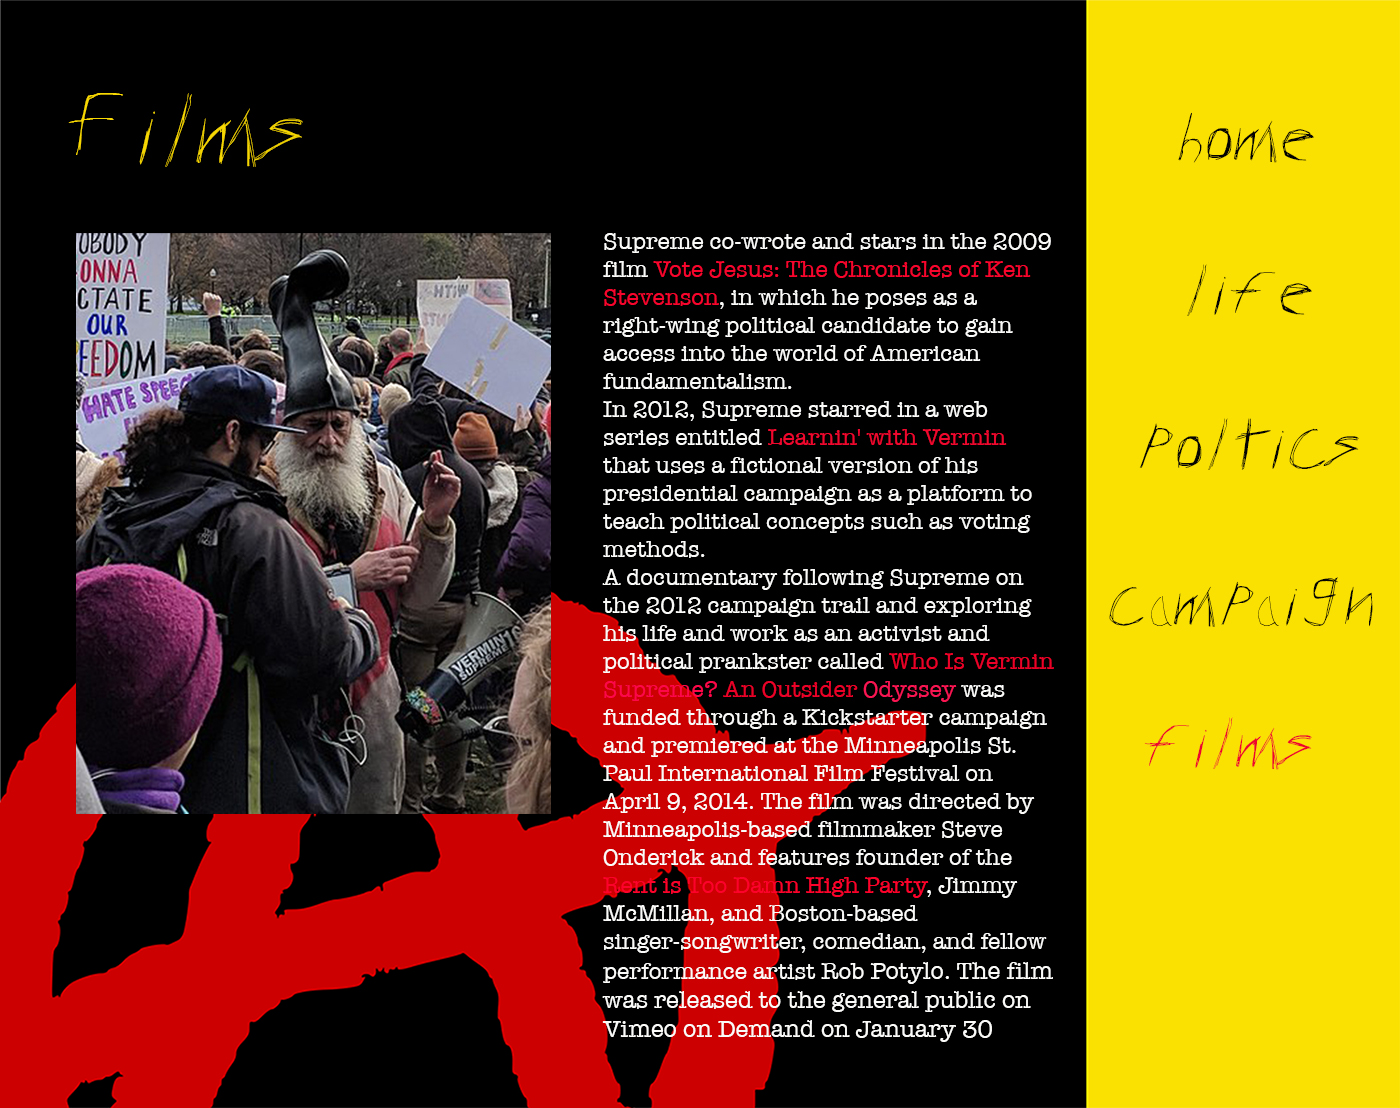 Films
OBODY
ONNA
CTATE
OUR
EEDOM
HATE SPEE
VERMIN
SUPREME
Supreme co-wrote and stars in the 2009
film Vote Jesus: The Chronicles of Ken
Stevenson, in which he poses as a
right-wing political candidate to gain
access into the world of American
fundamentalism.
In 2012, Supreme starred in a web
series entitled Learnin' with Vermin
that uses a fictional version of his
presidential campaign as a platform to
teach political concepts such as voting
methods.
A documentary following Supreme on
the 2012 campaign trail and exploring
his life and work as an activist and
political prankster called Who Is Vermin
Supreme? An Outsider Odyssey was
funded through a Kickstarter campaign
and premiered at the Minneapolis St.
Paul International Film Festival on
April 9, 2014. The film was directed by
Minneapolis-based filmmaker Steve
Onderick and features founder of the
Rent is Too Damn High Party, Jimmy
McMillan, and Boston-based
singer-songwriter, comedian, and fellow
performance artist Rob Potylo. The film
was released to the general public on
Vimeo on Demand on January 30
home
life
poltics
campaign
films